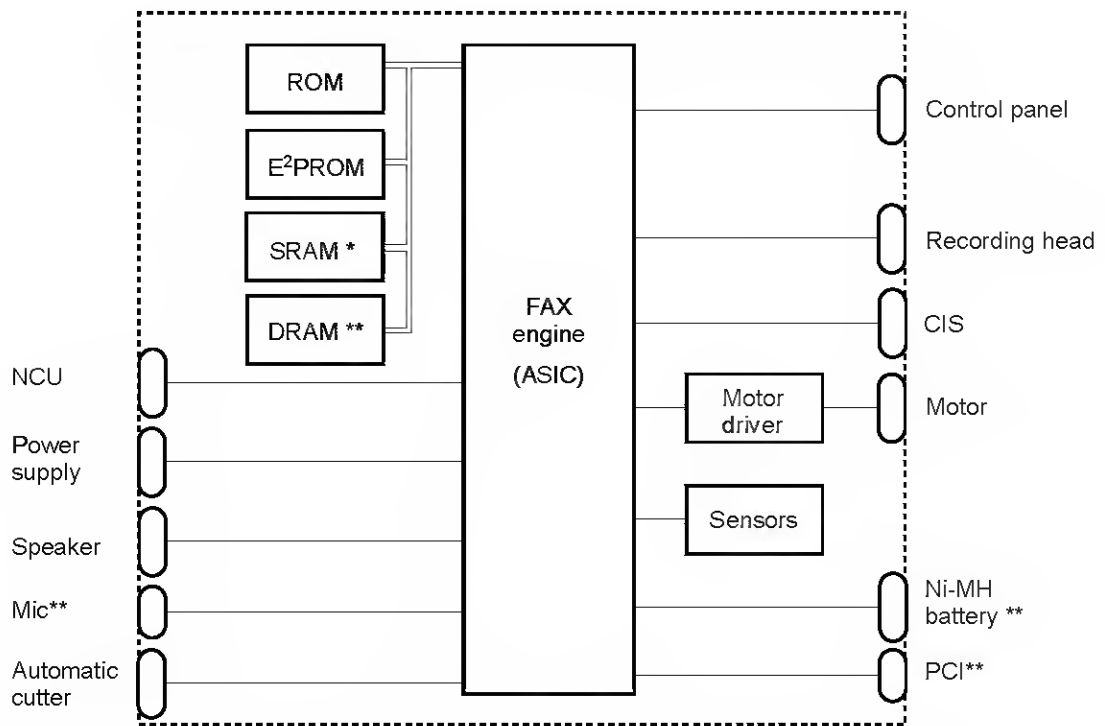 ROM
E²PROM
SRAM *
DRAM **
FAX
engine
(ASIC)
NCU
Power
supply
Speaker
Mic**
Automatic
cutter
Control panel
Recording head
CIS
Motor
driver
Motor
Sensors
Ni-MH
battery **
PCI**